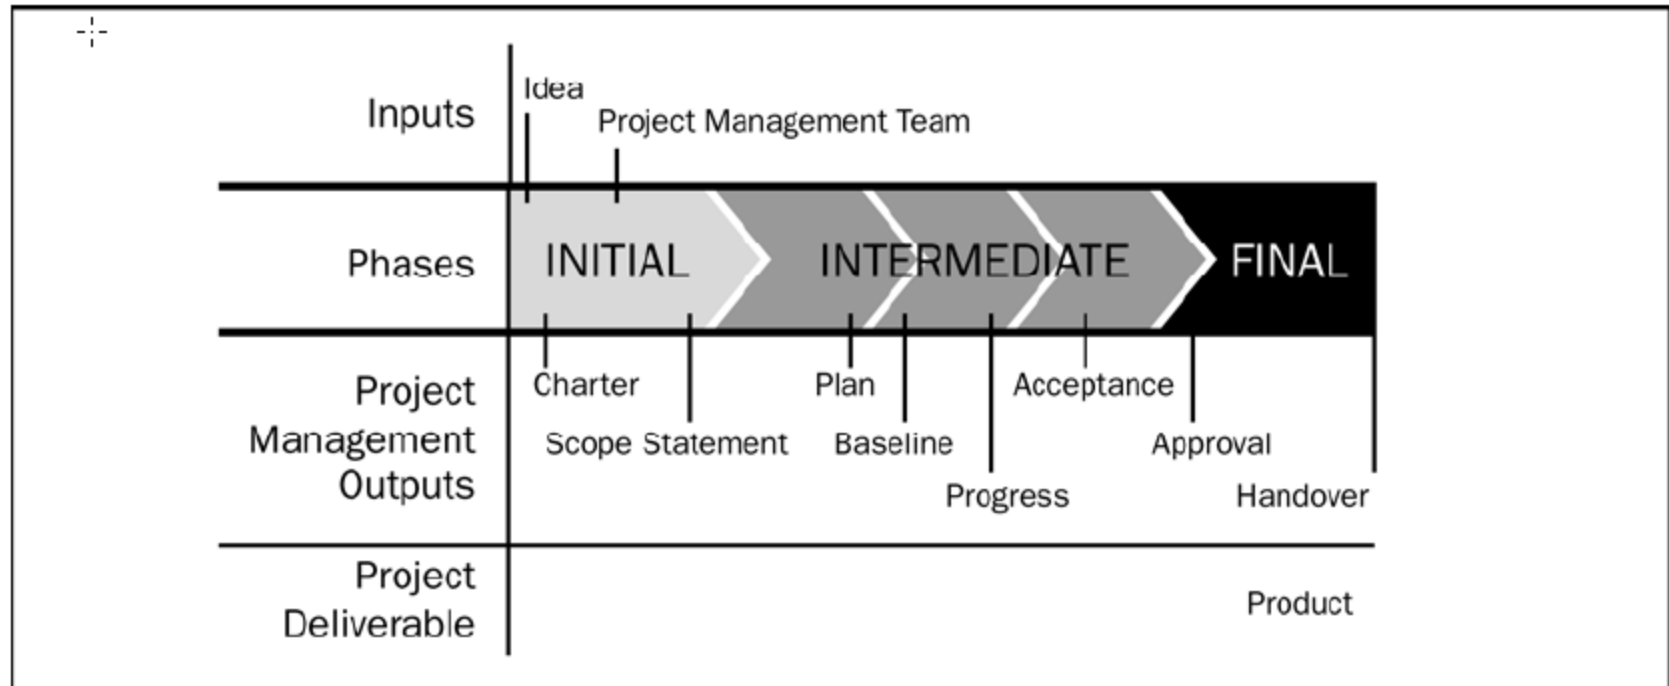 Idea
Inputs
Project Management Team
Phases
INITIAL
INTERMEDIATE
FINAL
Project
Management
Outputs
Charter
Plan
Acceptance
Scope Statement
Baseline
Approval
Progress
Handover
Project
Deliverable
Product